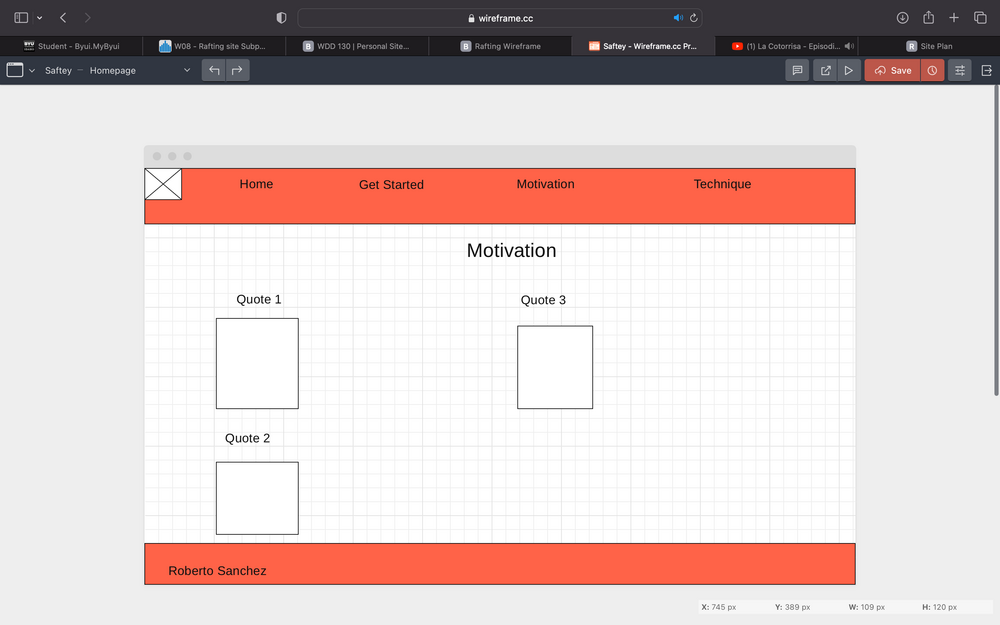 wireframe.cc
BYU Student - Byui.MyByui
W08 - Rafting site Subp...
B WDD 130 | Personal Site...
B Rafting Wireframe
Saftey - Wireframe.cc Pr...
(1) La Cotorrisa - Episodi...
R Site Plan
Saftey – Homepage
Save
Home Get Started Motivation Technique
Motivation
Quote 1
Quote 3
Quote 2
Roberto Sanchez
X: 745 px Y: 389 px W: 109 px H: 120 px